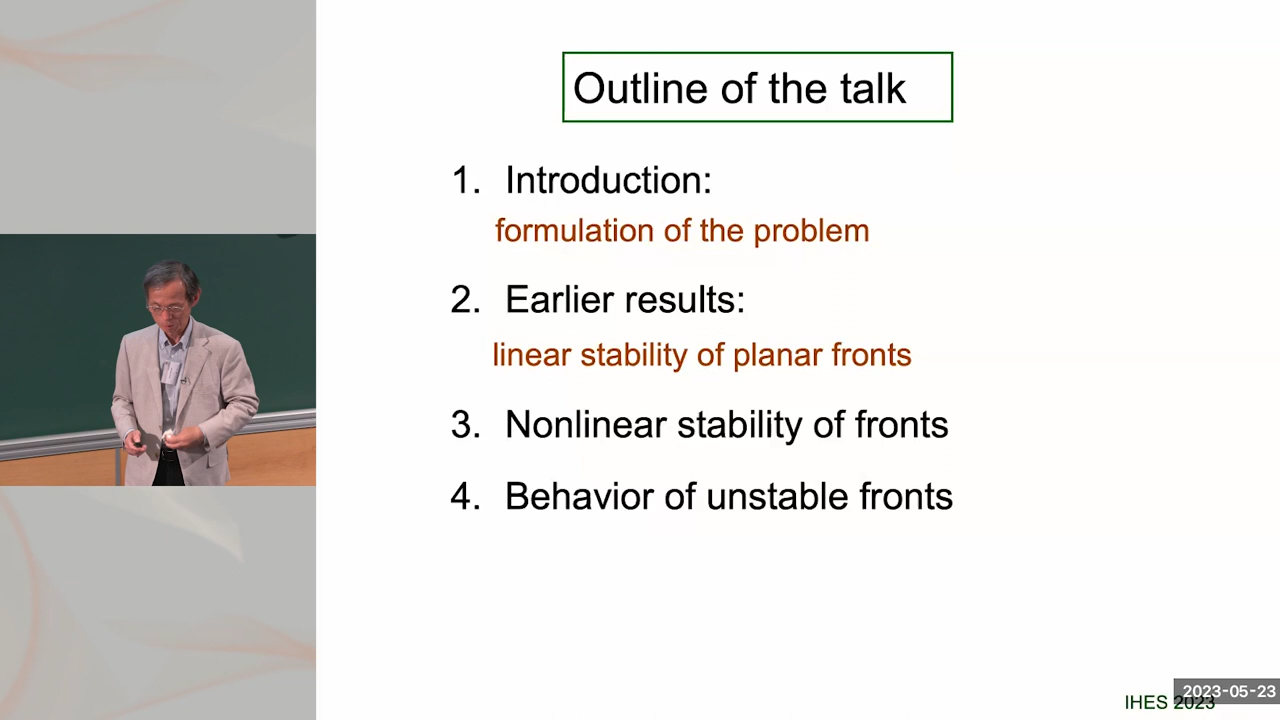 Outline of the talk
1. Introduction:
formulation of the problem
2. Earlier results:
linear stability of planar fronts
3. Nonlinear stability of fronts
4. Behavior of unstable fronts
2023-05-23
IHES 2023